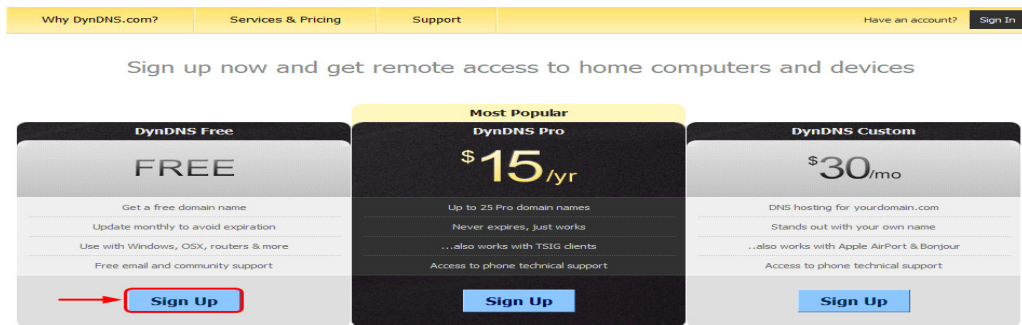 Why DynDNS.com? Services & Pricing Support Have an account? Sign In
Sign up now and get remote access to home computers and devices
Most Popular
DynDNS Free
FREE
Get a free domain name
Update monthly to avoid expiration
Use with Windows, OSX, routers & more
Free email and community support
Sign Up
DynDNS Pro
$15/yr
Up to 25 Pro domain names
Never expires, just works
...also works with TSIG clients
Access to phone technical support
Sign Up
DynDNS Custom
$30/mo
DNS hosting for yourdomain.com
Stands out with your own name
..also works with Apple AirPort & Bonjour
Access to phone technical support
Sign Up